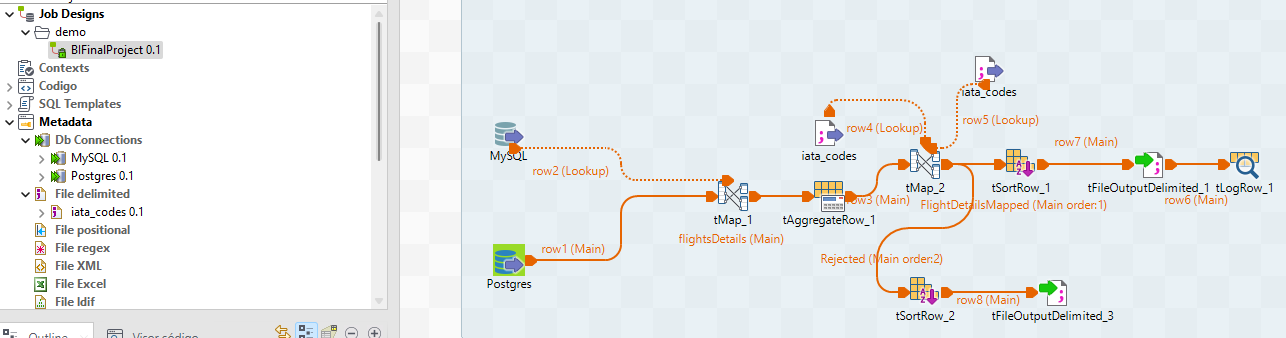 Job Designs
demo
BIFinalProject 0.1
Contexts
Codigo
SQL Templates
Metadata
Db Connections
MySQL 0.1
Postgres 0.1
File delimited
iata_codes 0.1
File positional
File regex
File XML
File Excel
File ldif
Outline
Visor código
iata_codes
row5 (Lookup)
row4 (Lookup)
iata_codes
MySQL
row2 (Lookup)
row7 (Main)
tMap_2
tSortRow_1
tFileOutputDelimited_1
tLogRow_1
row6 (Main)
row3 (Main)
FlightDetailsMapped (Main order:1)
tMap_1
tAggregateRow_1
flightsDetails (Main)
row1 (Main)
Postgres
Rejected (Main order:2)
row8 (Main)
tSortRow_2
tFileOutputDelimited_3